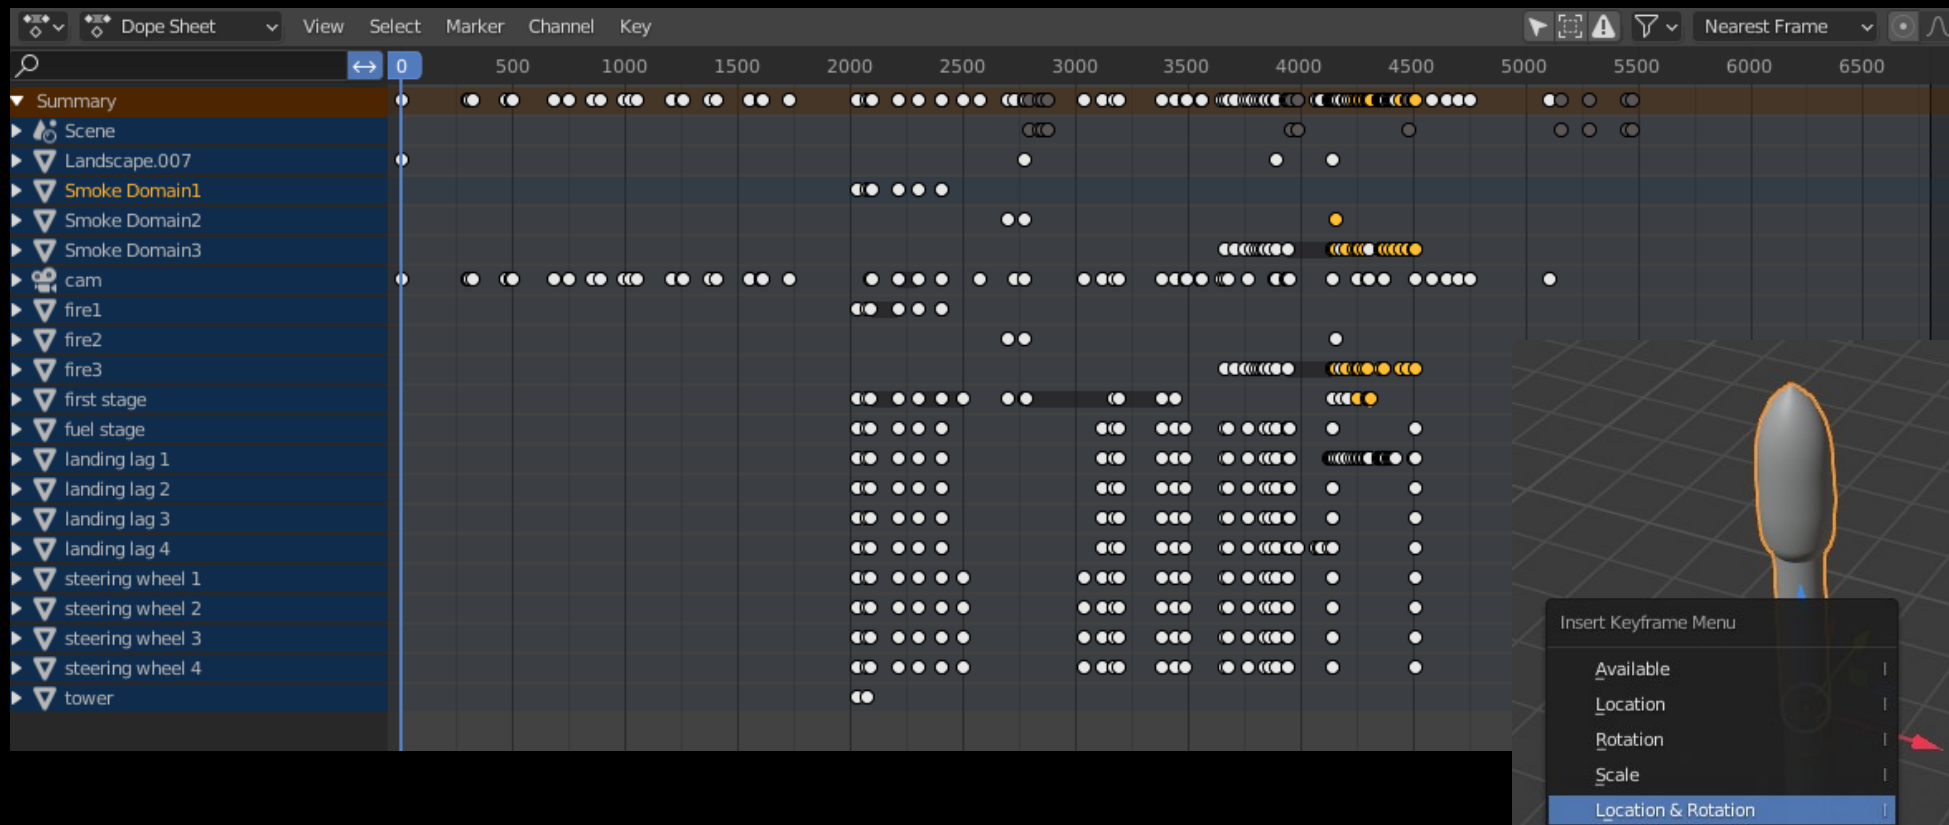 Dope Sheet View Select Marker Channel Key Nearest Frame
0 500 1000 1500 2000 2500 3000 3500 4000 4500 5000 5500 6000 6500
Summary
Scene
Landscape.007
Smoke Domain1
Smoke Domain2
Smoke Domain3
cam
fire1
fire2
fire3
first stage
fuel stage
landing lag 1
landing lag 2
landing lag 3
landing lag 4
steering wheel 1
steering wheel 2
steering wheel 3
steering wheel 4
tower
Insert Keyframe Menu
Available I
Location I
Rotation I
Scale I
Location & Rotation I